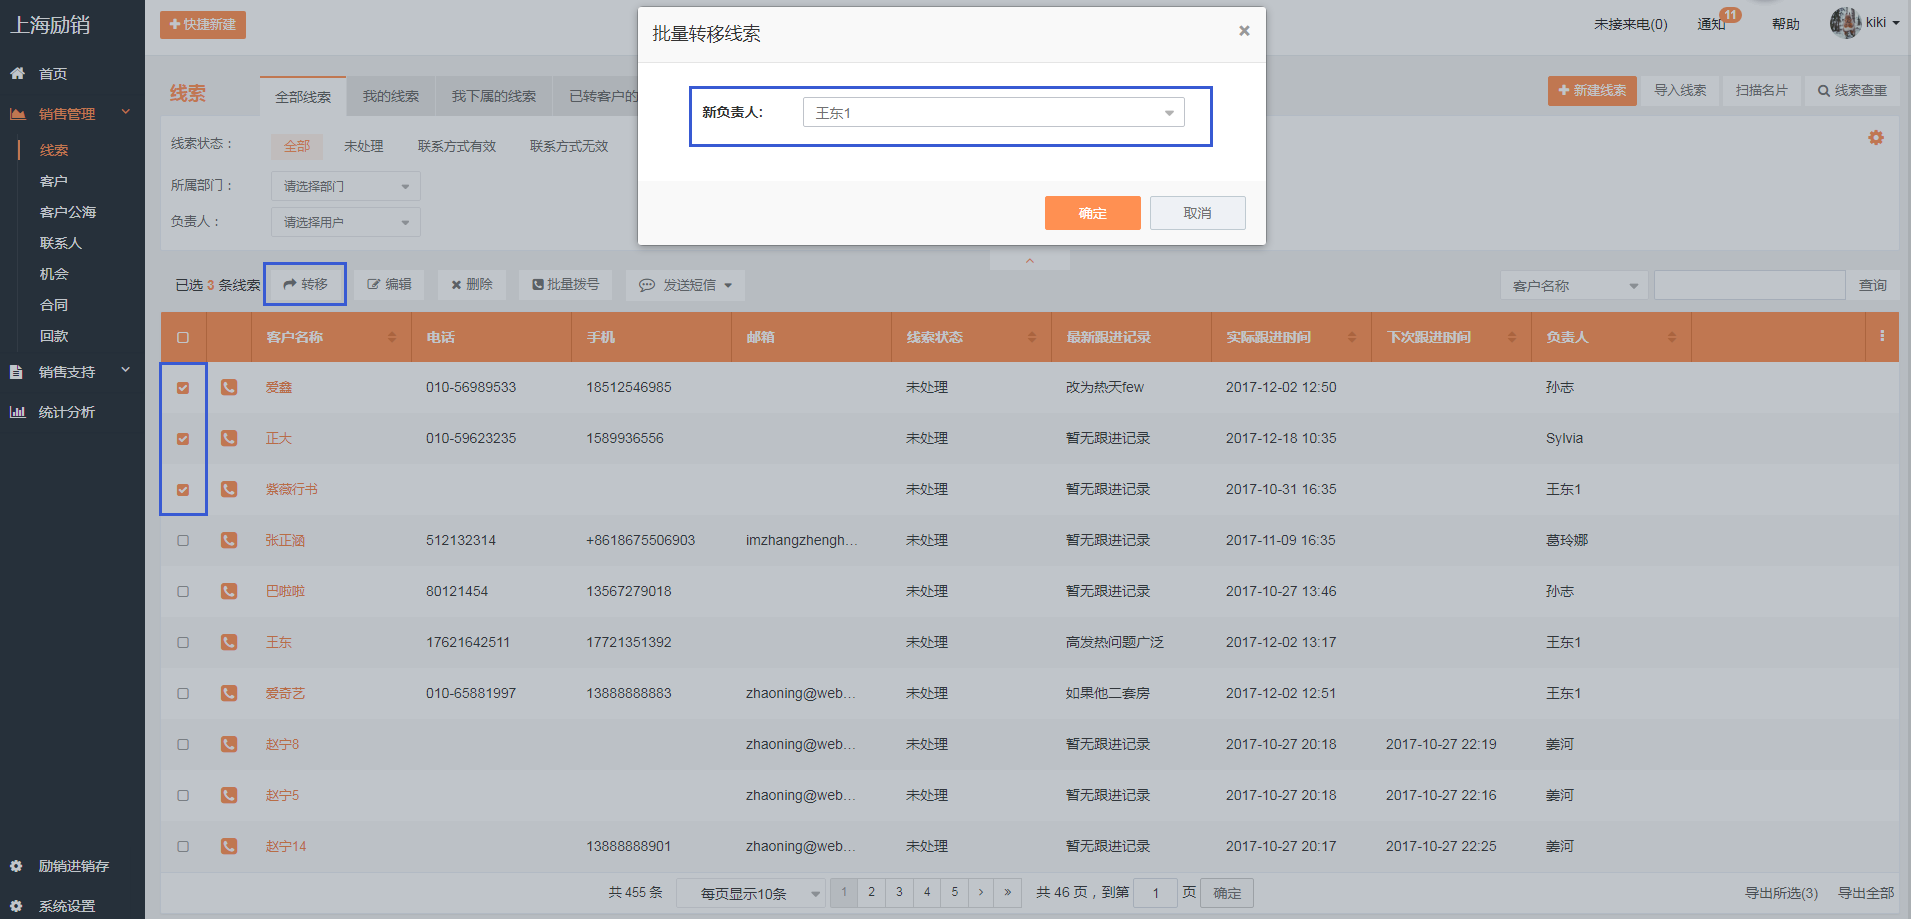 上海励销
快捷新建
未接来电(0)
通知
11
帮助
kiki
首页
销售管理
线索
客户
客户公海
联系人
机会
合同
回款
销售支持
统计分析
励销进销存
系统设置
批量转移线索
新负责人:
王东1
确定
取消
线索
全部线索
我的线索
我下属的线索
已转客户的
新建线索
导入线索
扫描名片
线索查重
线索状态：
全部
未处理
联系方式有效
联系方式无效
所属部门：
请选择部门
负责人：
请选择用户
已选 3 条线索
转移
编辑
删除
批量拨号
发送短信
客户名称
查询
客户名称 电话 手机 邮箱 线索状态 最新跟进记录 实际跟进时间 下次跟进时间 负责人
爱鑫 010-56989533 18512546985 未处理 改为热天few 2017-12-02 12:50 孙志
正大 010-59623235 1589936556 未处理 暂无跟进记录 2017-12-18 10:35 Sylvia
紫薇行书 未处理 暂无跟进记录 2017-10-31 16:35 王东1
张正涵 512132314 +8618675506903 imzhangzhengh... 未处理 暂无跟进记录 2017-11-09 16:35 葛玲娜
巴啦啦 80121454 13567279018 未处理 暂无跟进记录 2017-10-27 13:46 孙志
王东 17621642511 17721351392 未处理 高发热问题广泛 2017-12-02 13:17 王东1
爱奇艺 010-65881997 13888888883 zhaoning@web... 未处理 如果他二套房 2017-12-02 12:51 王东1
赵宁8 zhaoning@web... 未处理 暂无跟进记录 2017-10-27 20:18 2017-10-27 22:19 姜河
赵宁5 zhaoning@web... 未处理 暂无跟进记录 2017-10-27 20:18 2017-10-27 22:16 姜河
赵宁14 13888888901 zhaoning@web... 未处理 暂无跟进记录 2017-10-27 20:17 2017-10-27 22:25 姜河
共 455 条 每页显示10条 1 2 3 4 5 › » 共 46 页，到第 1 页 确定
导出所选(3) 导出全部